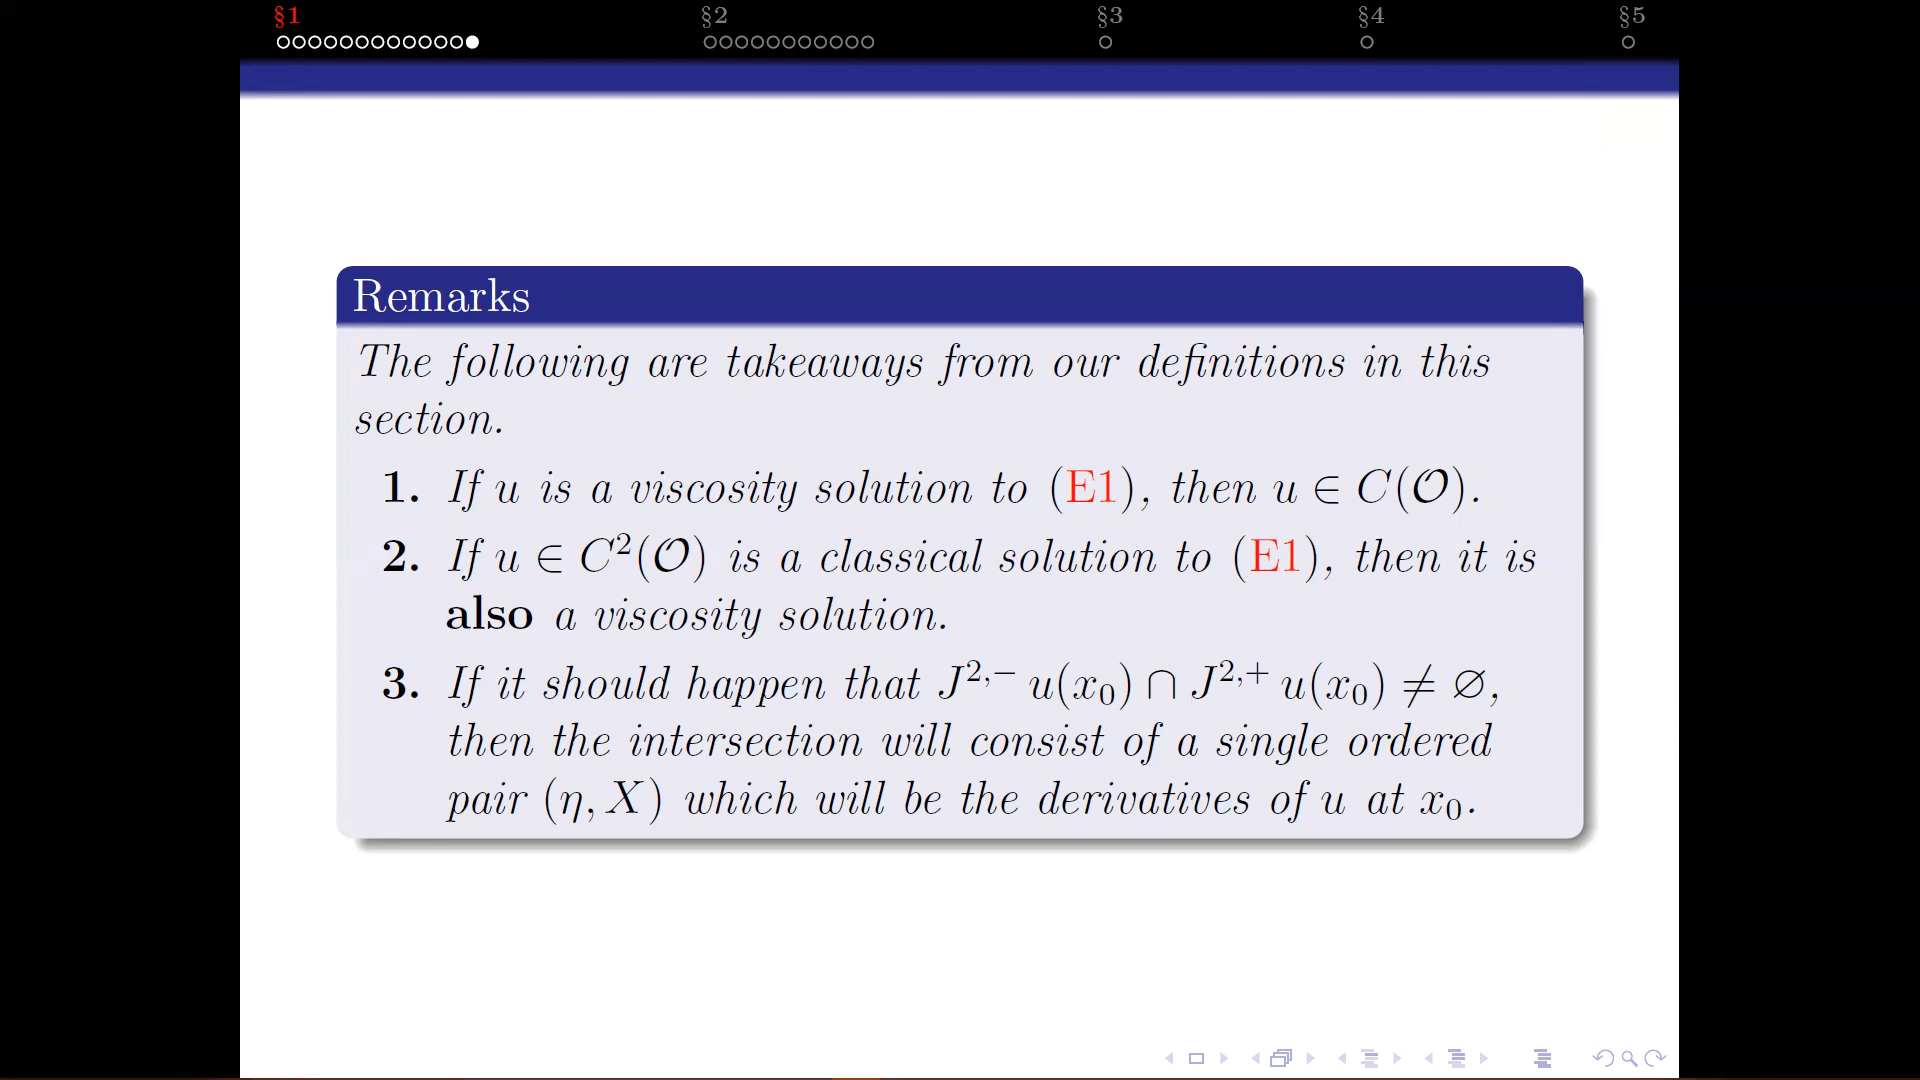 §1 §2 §3 §4 §5
Remarks
The following are takeaways from our definitions in this
section.
1. If u is a viscosity solution to (E1), then u ∈ C(𝒪).
2. If u ∈ C²(𝒪) is a classical solution to (E1), then it is
also a viscosity solution.
3. If it should happen that J²,⁻ u(x₀) ∩ J²,⁺ u(x₀) ≠ ∅,
then the intersection will consist of a single ordered
pair (η, X) which will be the derivatives of u at x₀.